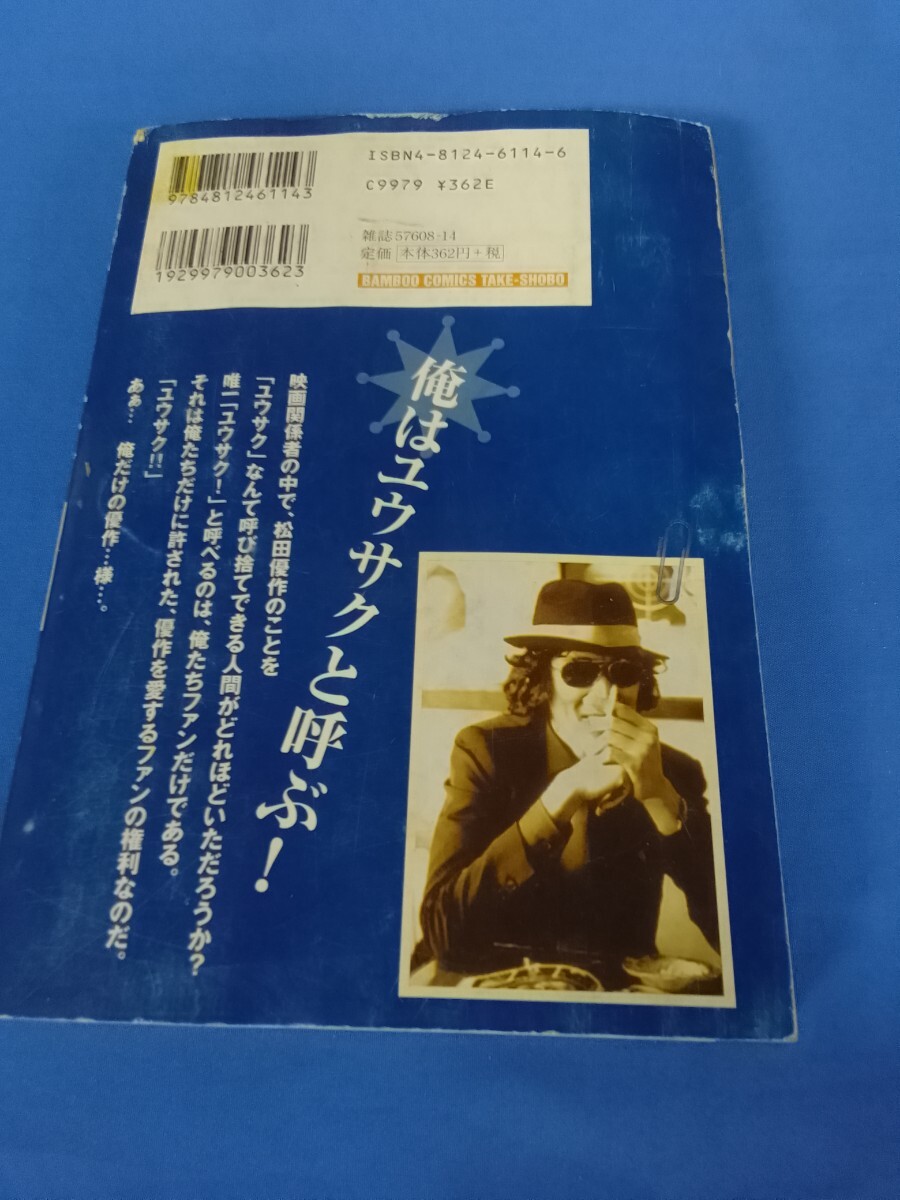 ISBN4-8124-6114-6
C9979 ¥362E
9784812461143
雑誌57608-14
定価 本体362円+税
1929979003623
BAMBOO COMICS TAKE-SHOBO
俺はユウサクと呼ぶ!
映画関係者の中で、松田優作のことを
「ユウサク」なんて呼び捨てできる人間がどれほどいただろうか?
唯一「ユウサク!」と呼べるのは、俺たちファンだけである。
それは俺たちだけに許された、優作を愛するファンの権利なのだ。
「ユウサク!!」
あぁ… 俺だけの優作…様…。